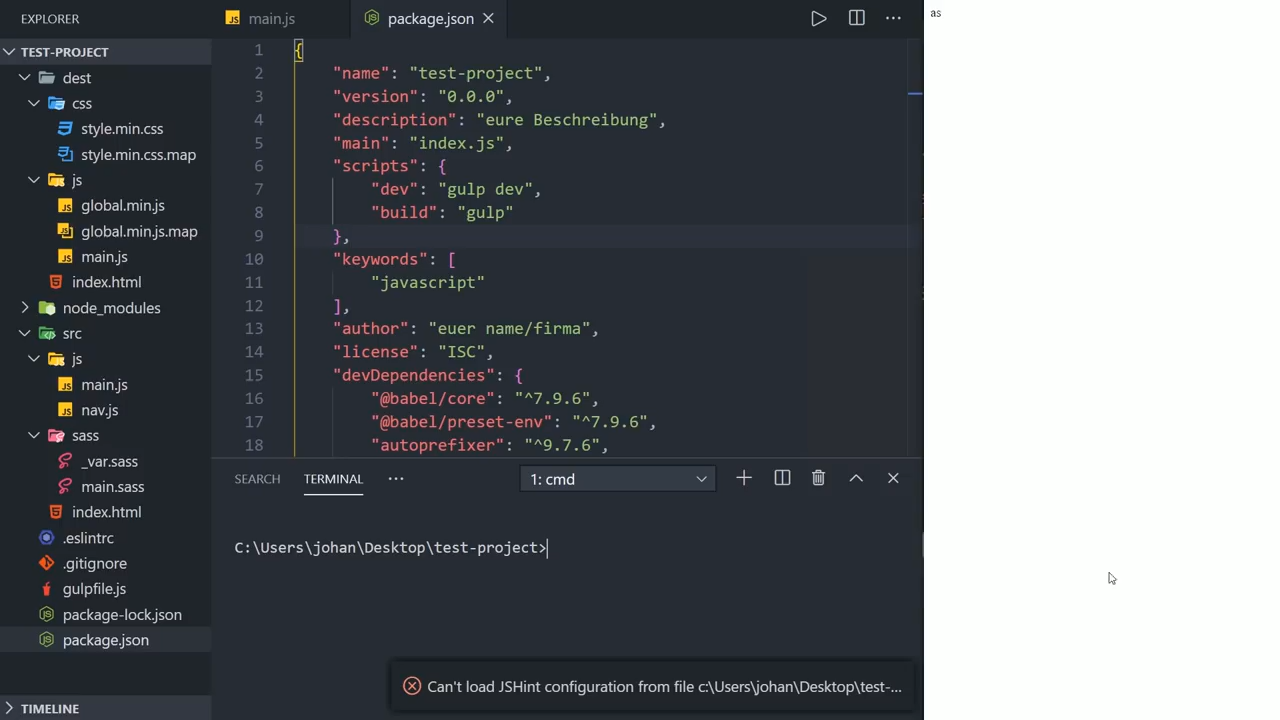 EXPLORER
TEST-PROJECT
dest
css
style.min.css
style.min.css.map
js
global.min.js
global.min.js.map
main.js
index.html
node_modules
src
js
main.js
nav.js
sass
_var.sass
main.sass
index.html
.eslintrc
.gitignore
gulpfile.js
package-lock.json
package.json
TIMELINE
main.js
package.json
1 {
2 "name": "test-project",
3 "version": "0.0.0",
4 "description": "eure Beschreibung",
5 "main": "index.js",
6 "scripts": {
7 "dev": "gulp dev",
8 "build": "gulp"
9 },
10 "keywords": [
11 "javascript"
12 ],
13 "author": "euer name/firma",
14 "license": "ISC",
15 "devDependencies": {
16 "@babel/core": "^7.9.6",
17 "@babel/preset-env": "^7.9.6",
18 "autoprefixer": "^9.7.6",
SEARCH TERMINAL ··· 1: cmd
C:\Users\johan\Desktop\test-project>
Can't load JSHint configuration from file c:\Users\johan\Desktop\test-...
as